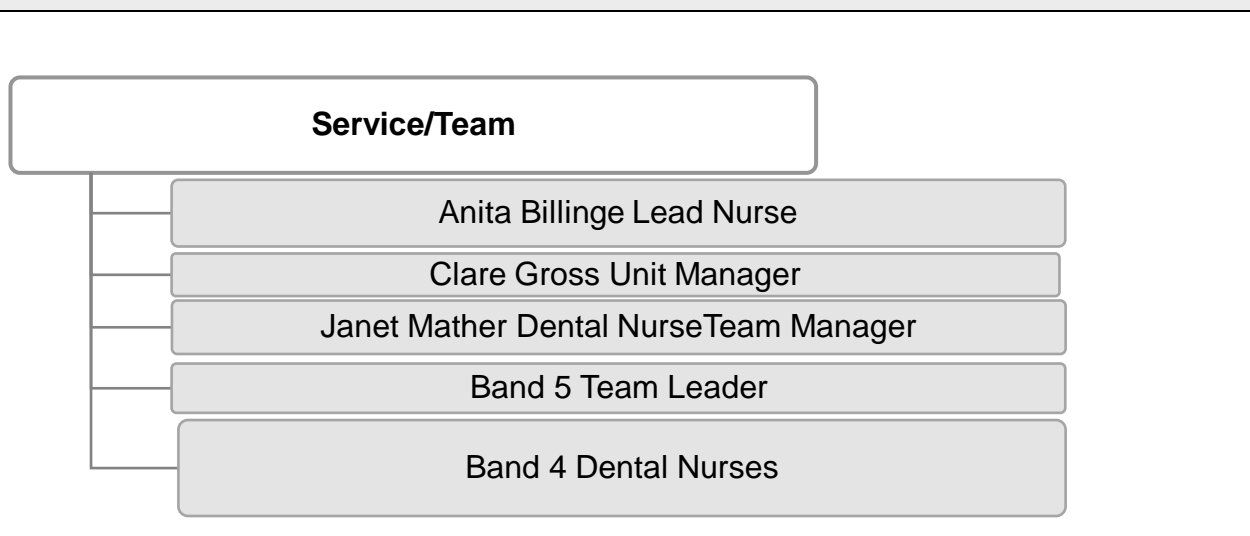 Service/Team
Anita Billinge Lead Nurse
Clare Gross Unit Manager
Janet Mather Dental NurseTeam Manager
Band 5 Team Leader
Band 4 Dental Nurses